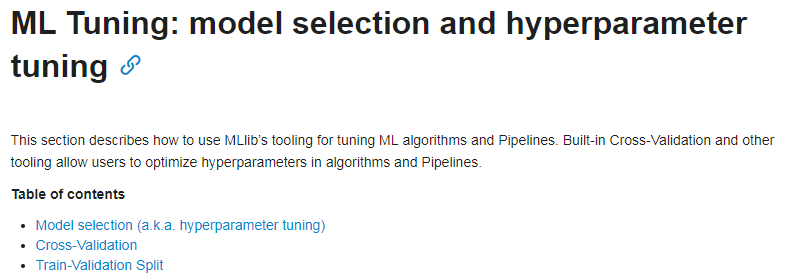 ML Tuning: model selection and hyperparameter
tuning
This section describes how to use MLlib's tooling for tuning ML algorithms and Pipelines. Built-in Cross-Validation and other
tooling allow users to optimize hyperparameters in algorithms and Pipelines.
Table of contents
• Model selection (a.k.a. hyperparameter tuning)
• Cross-Validation
• Train-Validation Split